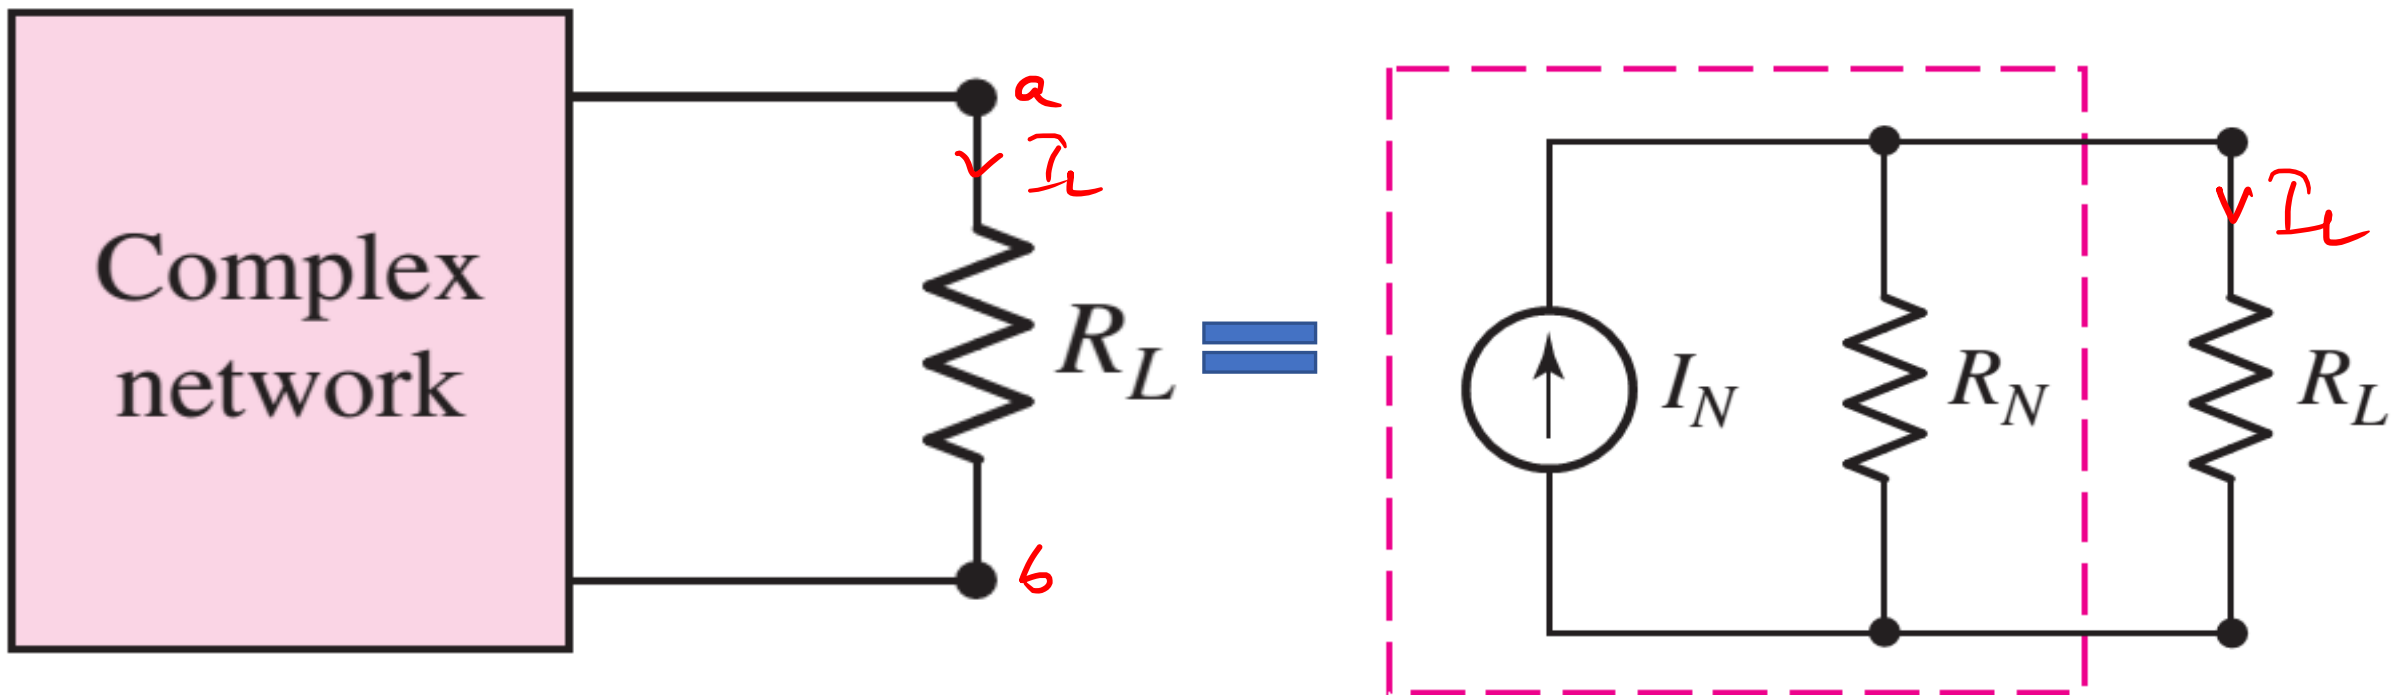 Complex
network
a
I_L
R_L
b
I_N
R_N
I_L
R_L